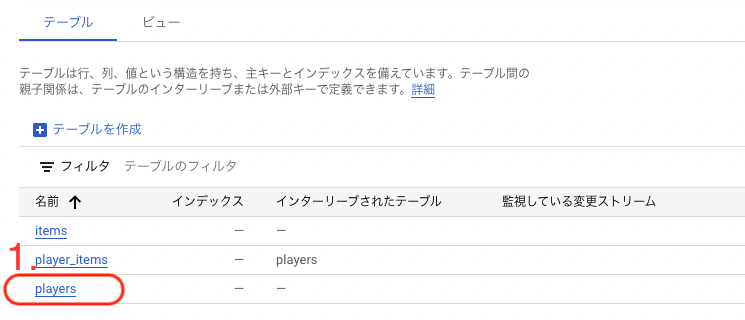 テーブル ビュー
テーブルは行、列、値という構造を持ち、主キーとインデックスを備えています。テーブル間の
親子関係は、テーブルのインターリーブまたは外部キーで定義できます。詳細
テーブルを作成
フィルタ テーブルのフィルタ
名前 インデックス インターリーブされたテーブル 監視している変更ストリーム
items — —
1.
player_items — players
players — —